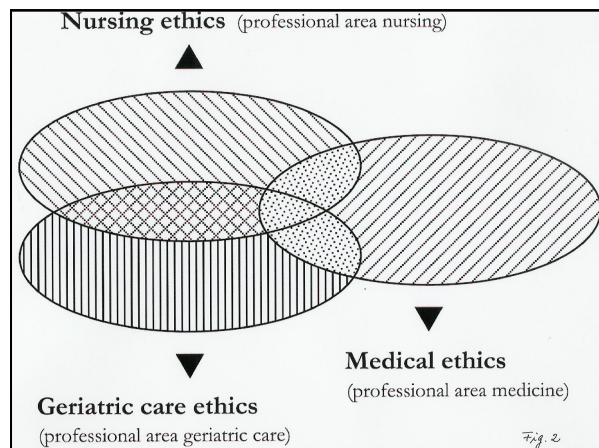 Nursing ethics (professional area nursing)
Medical ethics
(professional area medicine)
Geriatric care ethics
(professional area geriatric care)
Fig. 2